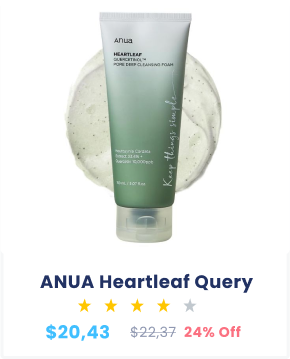 Anua
HEARTLEAF
QUERCETINOL™
PORE DEEP CLEANSING FOAM
Keep things simple
ANUA Heartleaf Query
$20,43 $22,37 24% Off